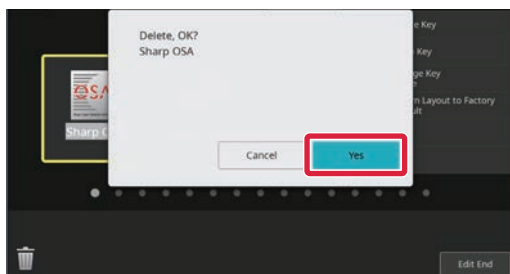 Delete, OK?
Sharp OSA
e Key
Key
ge Key
n Layout to Factory
ult
OSA
Sharp
Cancel
Yes
Edit End